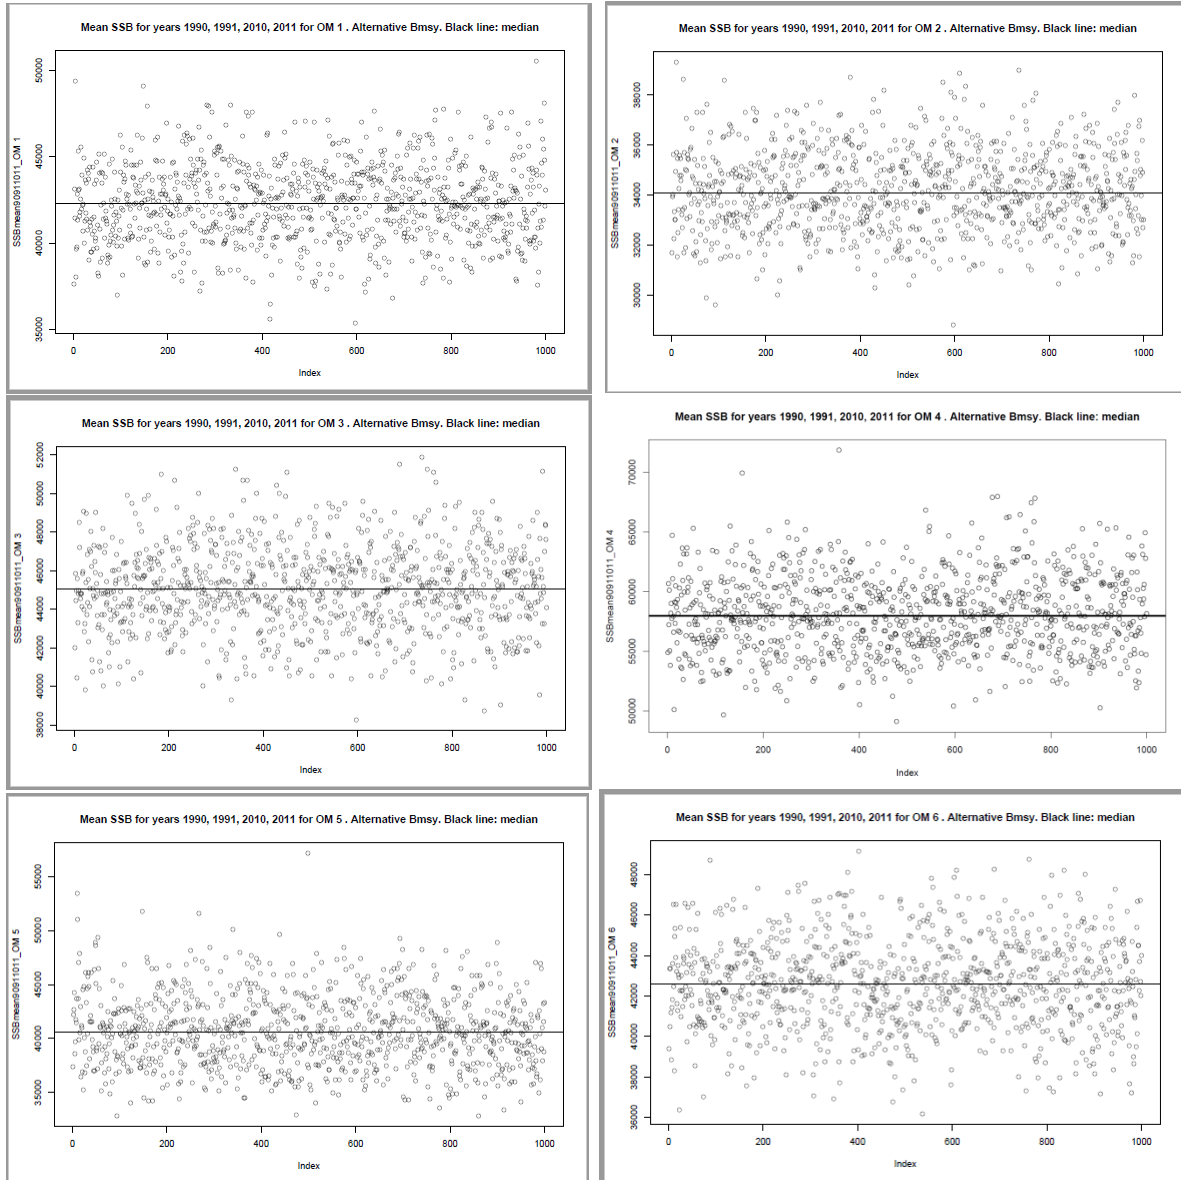 Mean SSB for years 1990, 1991, 2010, 2011 for OM 1 . Alternative Bmsy. Black line: median
SSBmean90911011_OM 1
50000
45000
40000
35000
0 200 400 600 800 1000
Index
Mean SSB for years 1990, 1991, 2010, 2011 for OM 2 . Alternative Bmsy. Black line: median
SSBmean90911011_OM 2
38000
36000
34000
32000
30000
0 200 400 600 800 1000
Index
Mean SSB for years 1990, 1991, 2010, 2011 for OM 3 . Alternative Bmsy. Black line: median
SSBmean90911011_OM 3
52000
50000
48000
46000
44000
42000
40000
38000
0 200 400 600 800 1000
Index
Mean SSB for years 1990, 1991, 2010, 2011 for OM 4 . Alternative Bmsy. Black line: median
SSBmean90911011_OM 4
70000
65000
60000
55000
50000
0 200 400 600 800 1000
Index
Mean SSB for years 1990, 1991, 2010, 2011 for OM 5 . Alternative Bmsy. Black line: median
SSBmean90911011_OM 5
55000
50000
45000
40000
35000
0 200 400 600 800 1000
Index
Mean SSB for years 1990, 1991, 2010, 2011 for OM 6 . Alternative Bmsy. Black line: median
SSBmean90911011_OM 6
48000
46000
44000
42000
40000
38000
36000
0 200 400 600 800 1000
Index